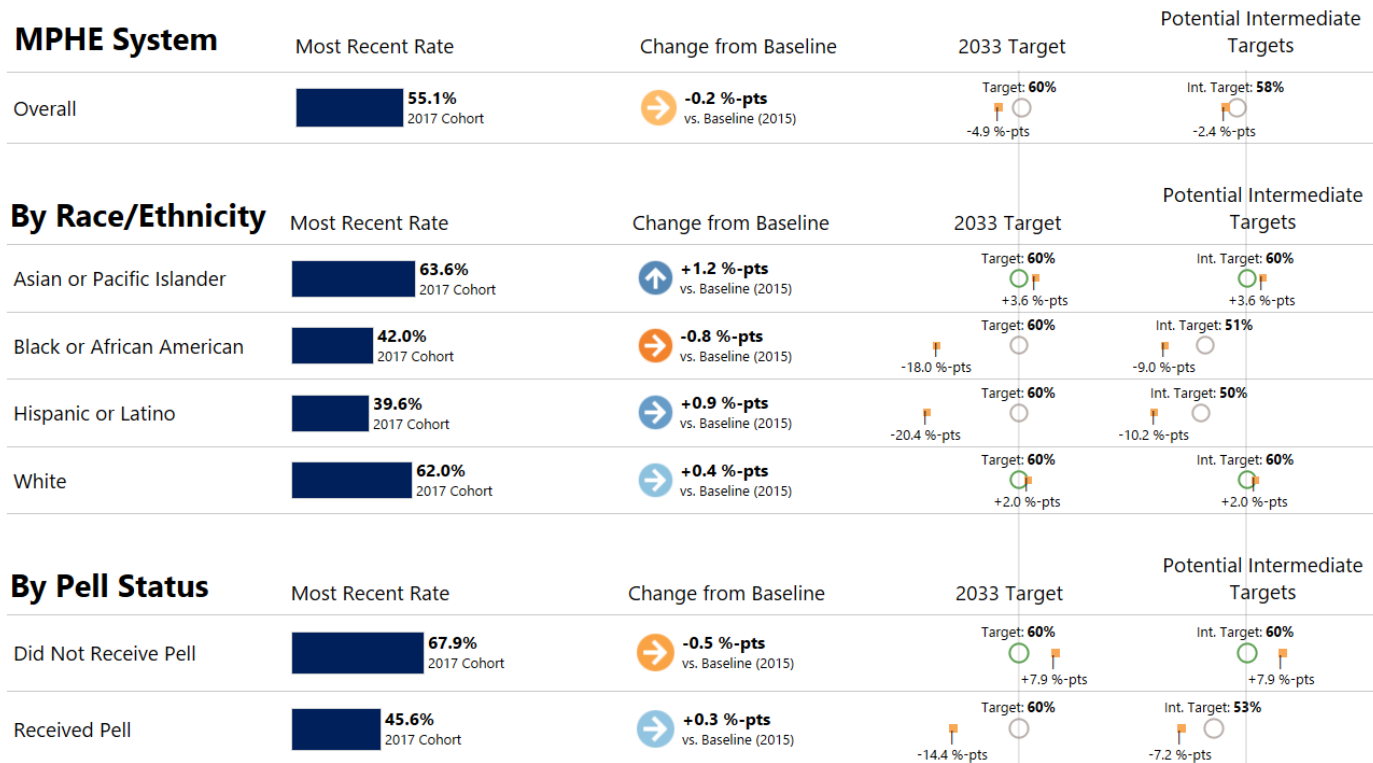 MPHE System
Most Recent Rate
Change from Baseline
2033 Target
Potential Intermediate
Targets
Overall
55.1%
2017 Cohort
-0.2 %-pts
vs. Baseline (2015)
Target: 60%
-4.9 %-pts
Int. Target: 58%
-2.4 %-pts
By Race/Ethnicity
Most Recent Rate
Change from Baseline
2033 Target
Potential Intermediate
Targets
Asian or Pacific Islander
63.6%
2017 Cohort
+1.2 %-pts
vs. Baseline (2015)
Target: 60%
+3.6 %-pts
Int. Target: 60%
+3.6 %-pts
Black or African American
42.0%
2017 Cohort
-0.8 %-pts
vs. Baseline (2015)
Target: 60%
-18.0 %-pts
Int. Target: 51%
-9.0 %-pts
Hispanic or Latino
39.6%
2017 Cohort
+0.9 %-pts
vs. Baseline (2015)
Target: 60%
-20.4 %-pts
Int. Target: 50%
-10.2 %-pts
White
62.0%
2017 Cohort
+0.4 %-pts
vs. Baseline (2015)
Target: 60%
+2.0 %-pts
Int. Target: 60%
+2.0 %-pts
By Pell Status
Most Recent Rate
Change from Baseline
2033 Target
Potential Intermediate
Targets
Did Not Receive Pell
67.9%
2017 Cohort
-0.5 %-pts
vs. Baseline (2015)
Target: 60%
+7.9 %-pts
Int. Target: 60%
+7.9 %-pts
Received Pell
45.6%
2017 Cohort
+0.3 %-pts
vs. Baseline (2015)
Target: 60%
-14.4 %-pts
Int. Target: 53%
-7.2 %-pts